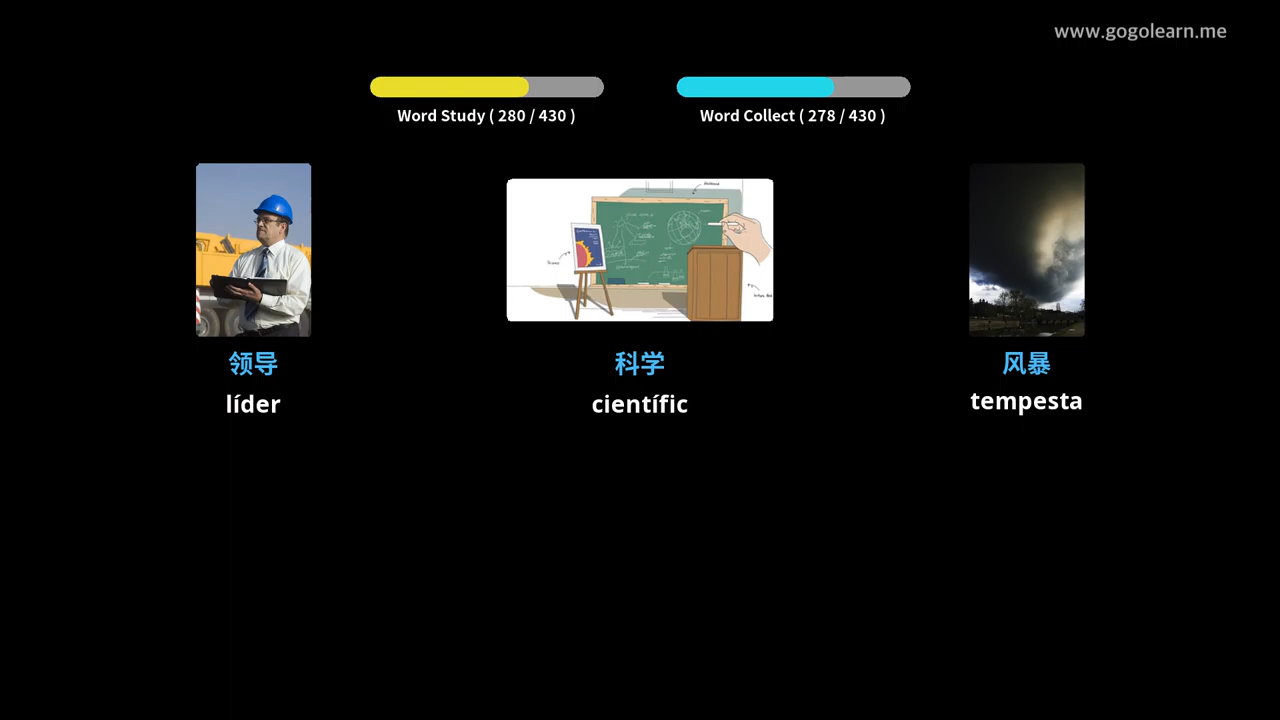 www.gogolearn.me
Word Study ( 280 / 430 )
Word Collect ( 278 / 430 )
领导
科学
风暴
líder
científic
tempesta